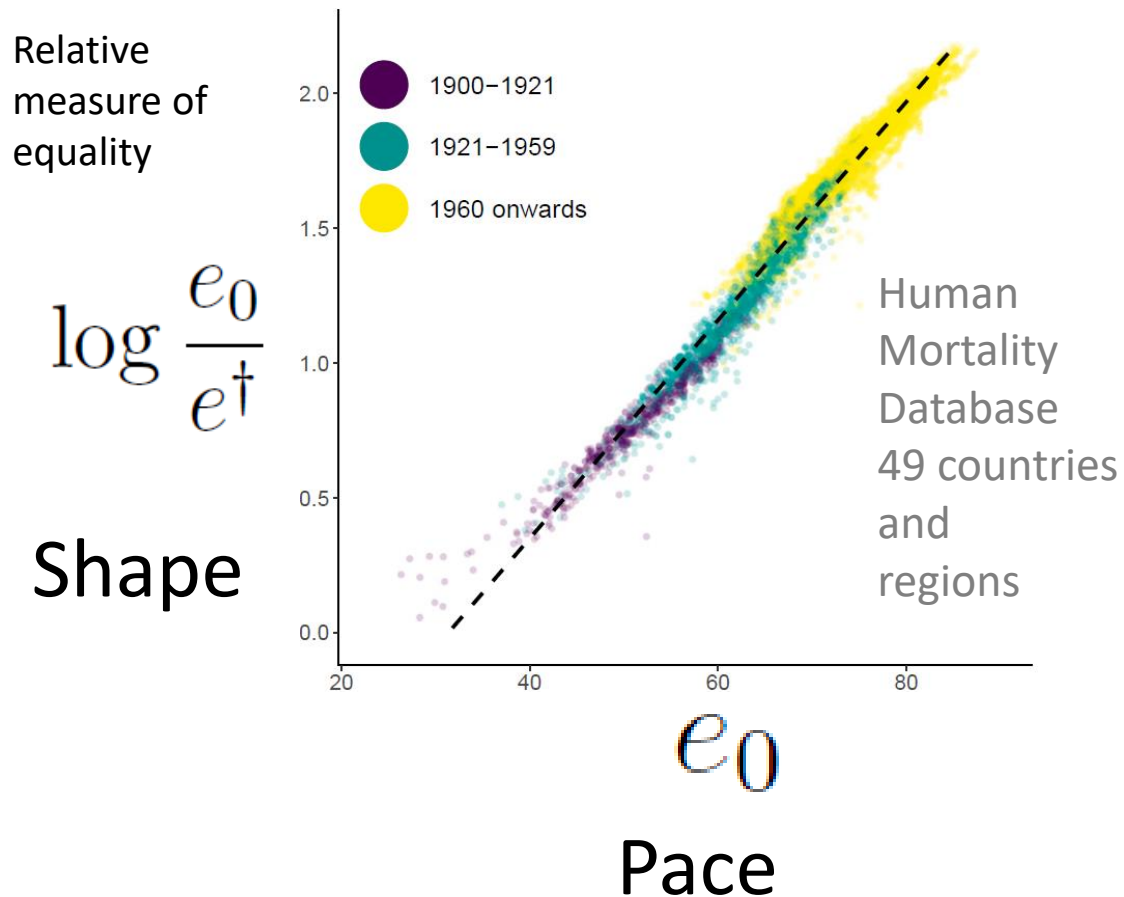 Relative
measure of
equality
log e₀ / e†
Shape
2.0
1.5
1.0
0.5
0.0
1900−1921
1921−1959
1960 onwards
Human
Mortality
Database
49 countries
and
regions
20 40 60 80
e₀
Pace